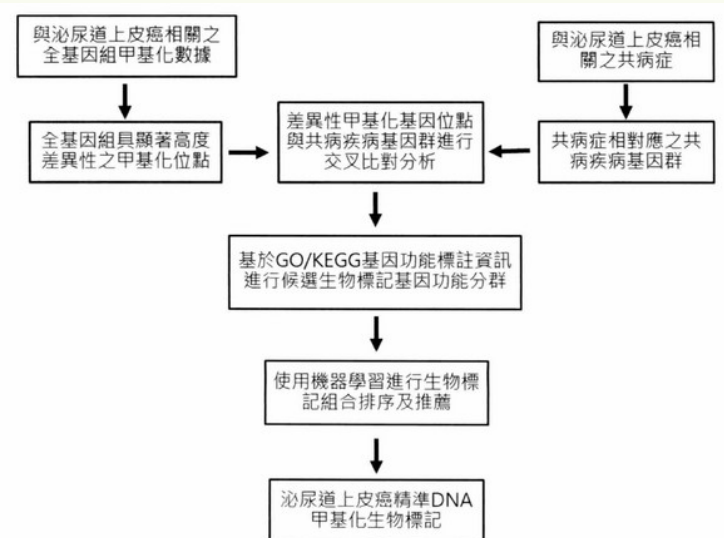 與泌尿道上皮癌相關之
全基因組甲基化數據
與泌尿道上皮癌相
關之共病症
全基因組具顯著高度
差異性之甲基化位點
差異性甲基化基因位點
與共病疾病基因群進行
交叉比對分析
共病症相對應之共
病疾病基因群
基於GO/KEGG基因功能標註資訊
進行候選生物標記基因功能分群
使用機器學習進行生物標
記組合排序及推薦
泌尿道上皮癌精準DNA
甲基化生物標記